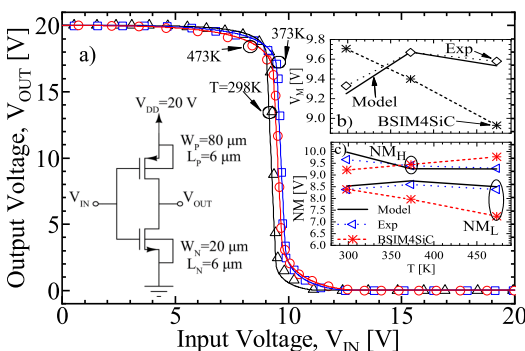 a)
20
15
10
5
0
Output Voltage, V_OUT [V]
0
5
10
15
20
Input Voltage, V_IN [V]
473K
373K
T=298K
V_DD=20 V
W_P=80 µm
L_P=6 µm
V_IN
V_OUT
W_N=20 µm
L_N=6 µm
b)
V_M [V]
9.8
9.6
9.4
9.2
9.0
Exp
Model
BSIM4SiC
c)
NM [V]
10.5
10.0
9.5
9.0
8.5
8.0
7.5
7.0
6.5
6.0
NM_H
NM_L
Model
Exp
BSIM4SiC
300
350
400
450
500
T [K]